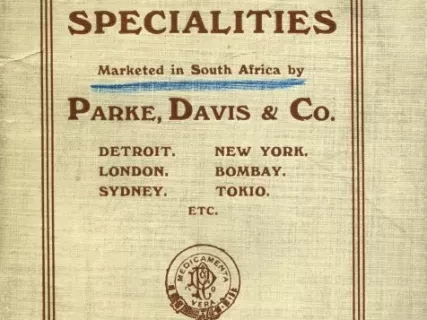 SPECIALITIES
Marketed in South Africa by
PARKE, DAVIS & CO.
DETROIT. NEW YORK.
LONDON. BOMBAY.
SYDNEY. TOKIO.
ETC.
MEDICAMENTA
VERA